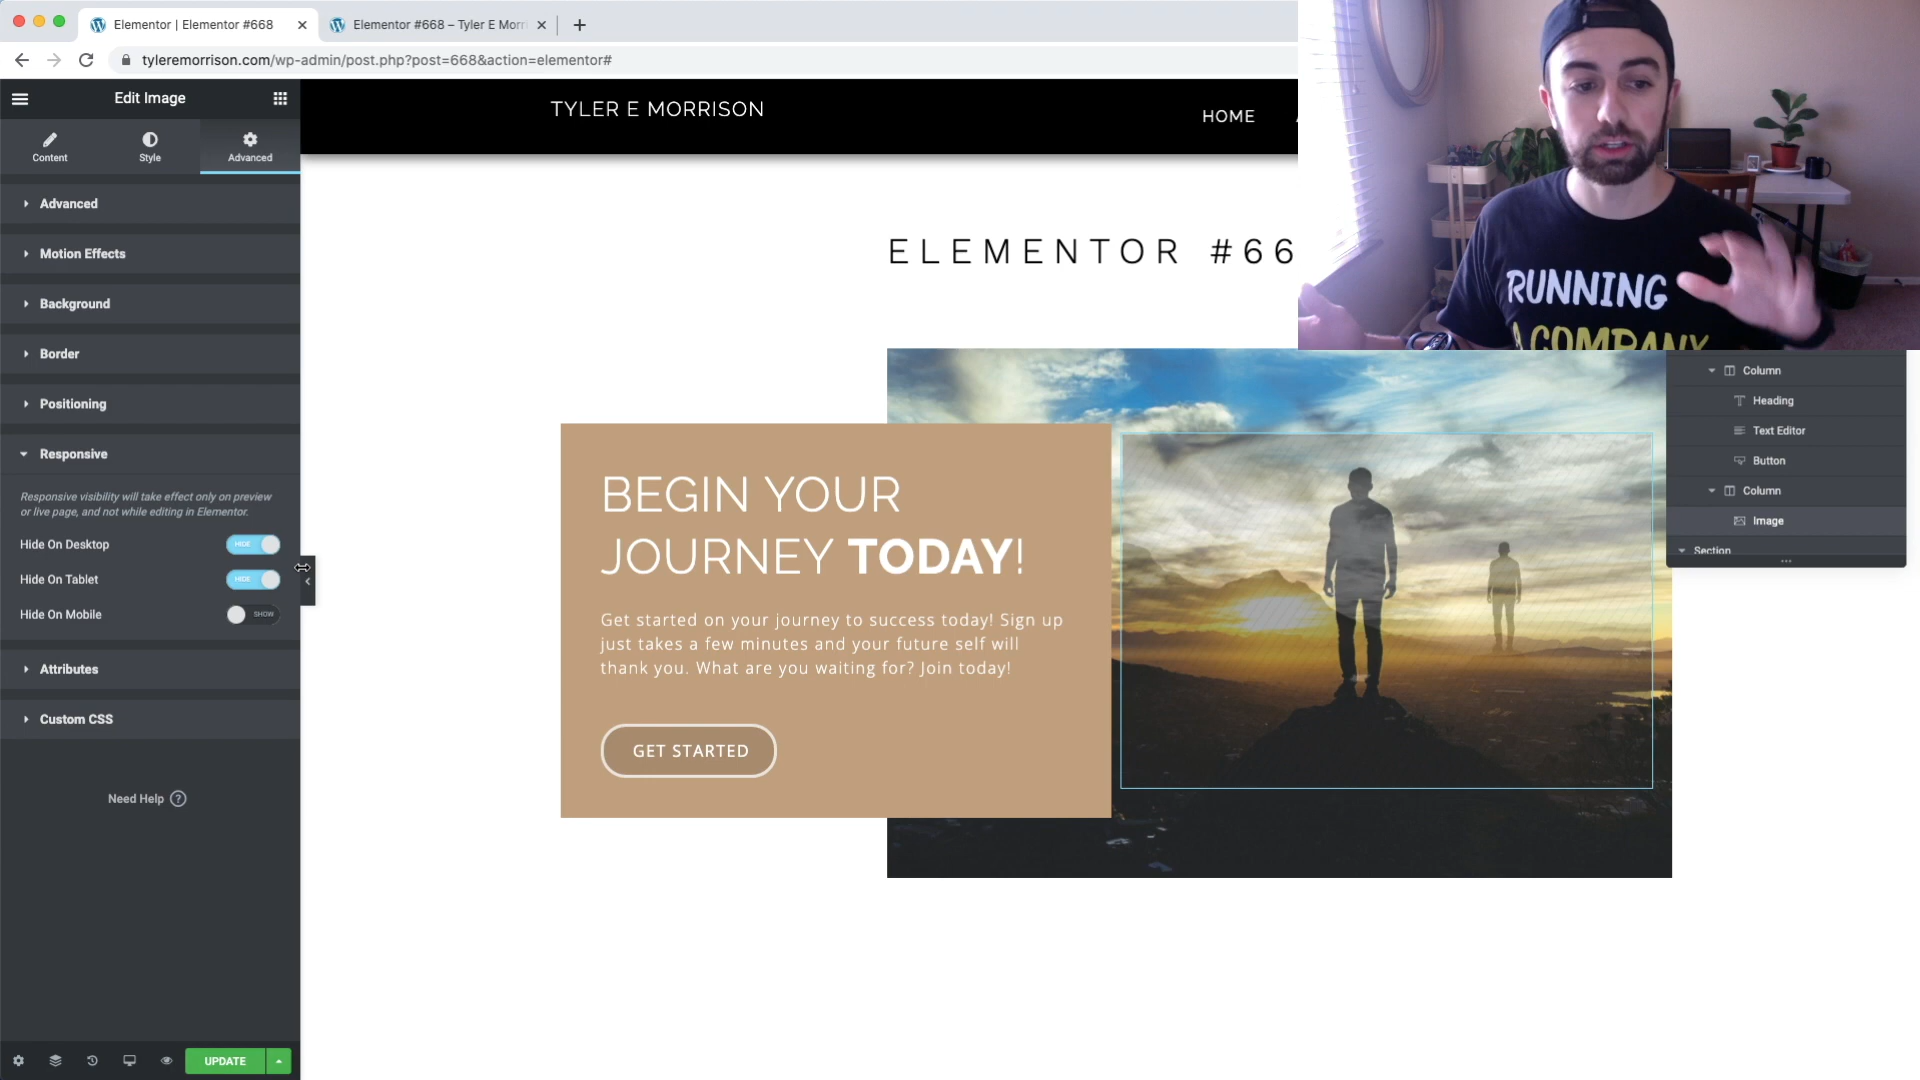 Elementor | Elementor #668
Elementor #668 – Tyler E Morri
tyleremorrison.com/wp-admin/post.php?post=668&action=elementor#
Edit Image
Content
Style
Advanced
Advanced
Motion Effects
Background
Border
Positioning
Responsive
Responsive visibility will take effect only on preview
or live page, and not while editing in Elementor.
Hide On Desktop
HIDE
Hide On Tablet
HIDE
Hide On Mobile
SHOW
Attributes
Custom CSS
Need Help ?
UPDATE
TYLER E MORRISON
HOME
ELEMENTOR #66
BEGIN YOUR
JOURNEY TODAY!
Get started on your journey to success today! Sign up
just takes a few minutes and your future self will
thank you. What are you waiting for? Join today!
GET STARTED
RUNNING
A COMPANY
Column
Heading
Text Editor
Button
Column
Image
Section